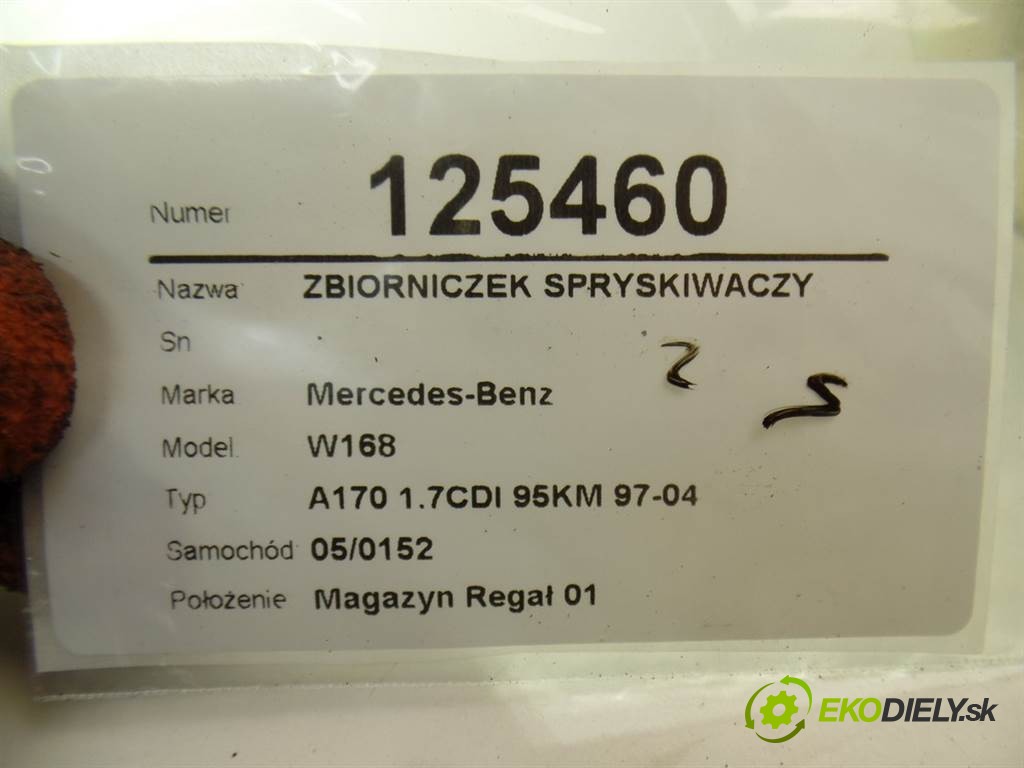 Numer 125460
Nazwa ZBIORNICZEK SPRYSKIWACZY
Sn
Marka Mercedes-Benz
Model W168
Typ A170 1.7CDI 95KM 97-04
Samochód 05/0152
Położenie Magazyn Regał 01
EKODIELY.sk